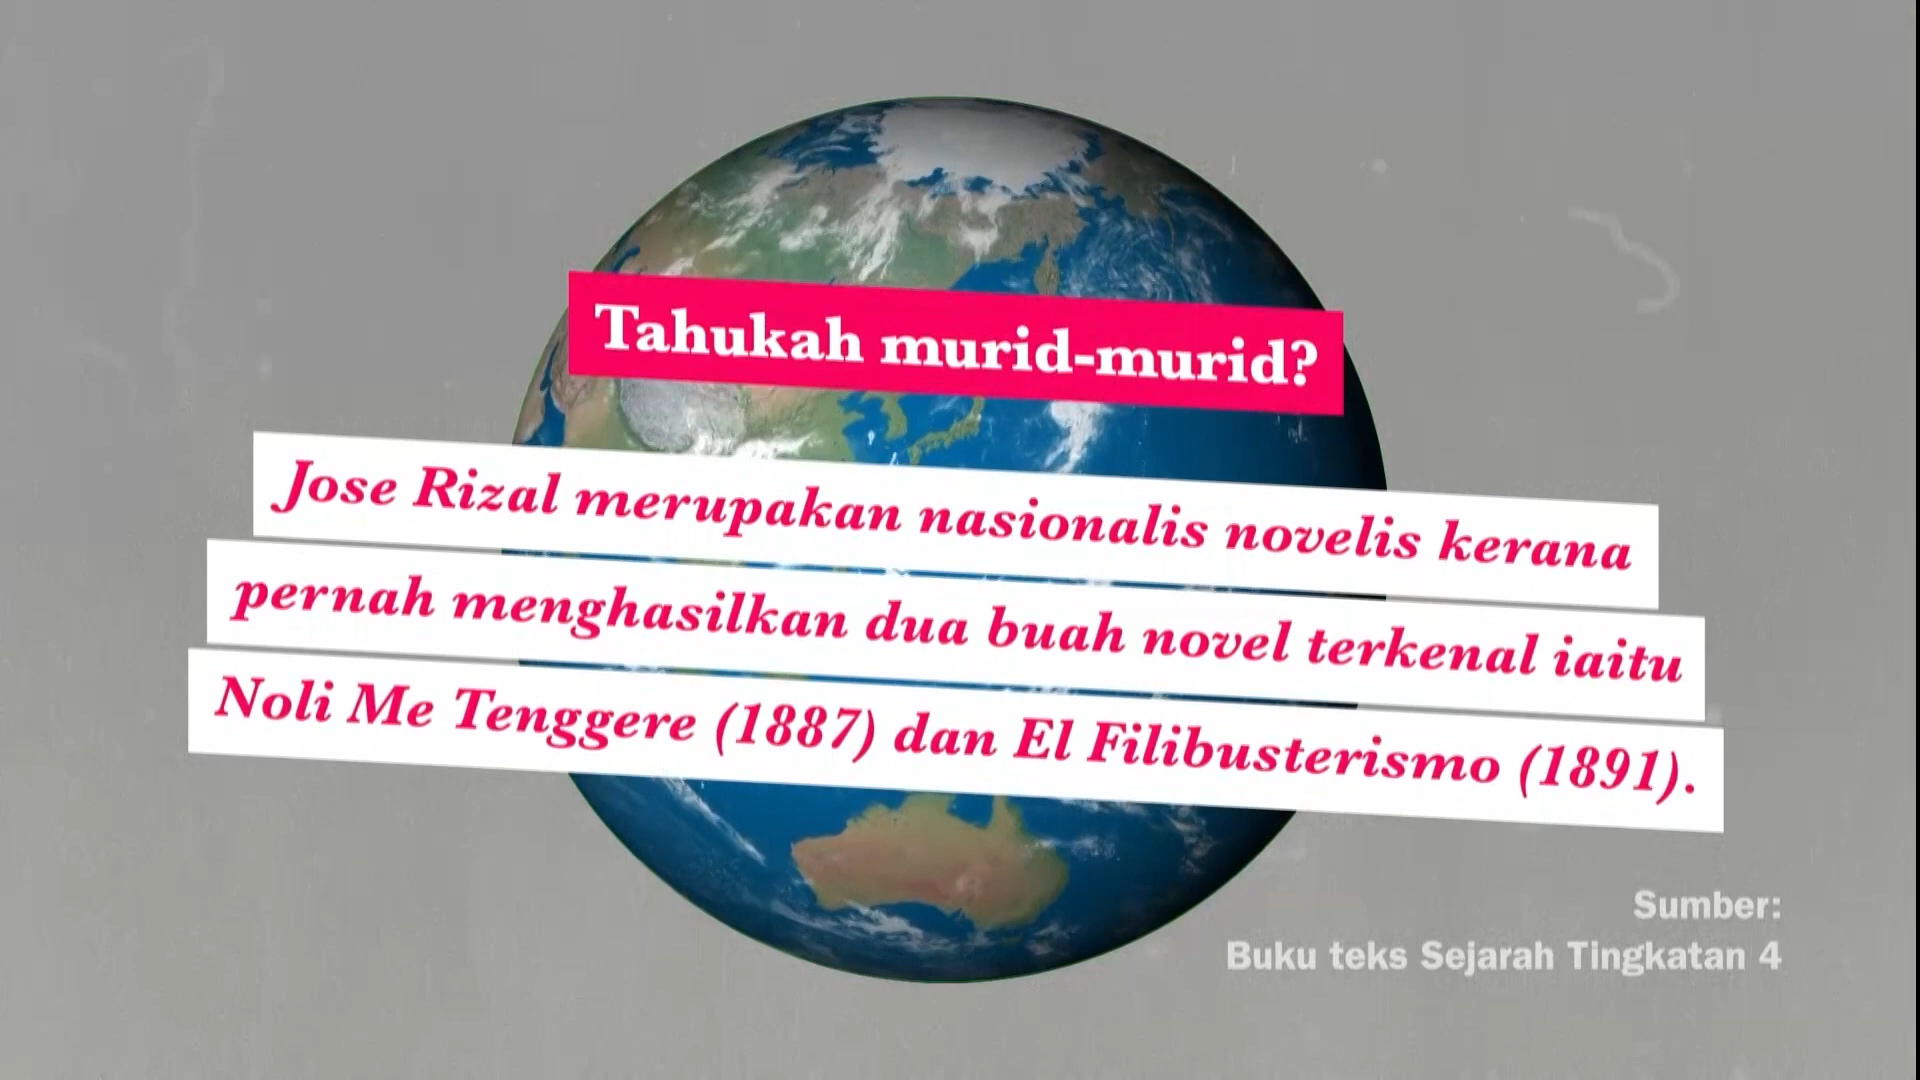 Tahukah murid-murid?
Jose Rizal merupakan nasionalis novelis kerana
pernah menghasilkan dua buah novel terkenal iaitu
Noli Me Tenggere (1887) dan El Filibusterismo (1891).
Sumber:
Buku teks Sejarah Tingkatan 4